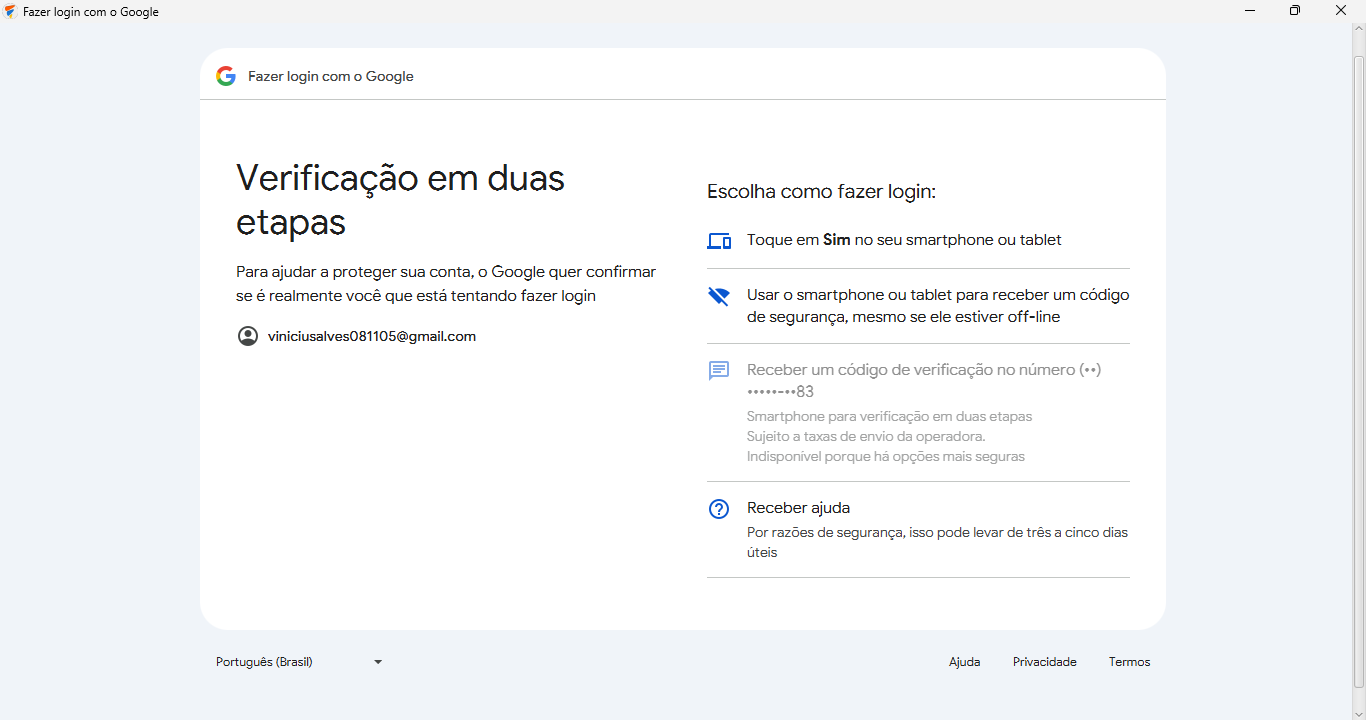 Fazer login com o Google
Fazer login com o Google
Verificação em duas
etapas
Para ajudar a proteger sua conta, o Google quer confirmar
se é realmente você que está tentando fazer login
viniciusalves081105@gmail.com
Escolha como fazer login:
Toque em Sim no seu smartphone ou tablet
Usar o smartphone ou tablet para receber um código
de segurança, mesmo se ele estiver off-line
Receber um código de verificação no número (••)
•••••-••83
Smartphone para verificação em duas etapas
Sujeito a taxas de envio da operadora.
Indisponível porque há opções mais seguras
Receber ajuda
Por razões de segurança, isso pode levar de três a cinco dias
úteis
Português (Brasil)
Ajuda
Privacidade
Termos